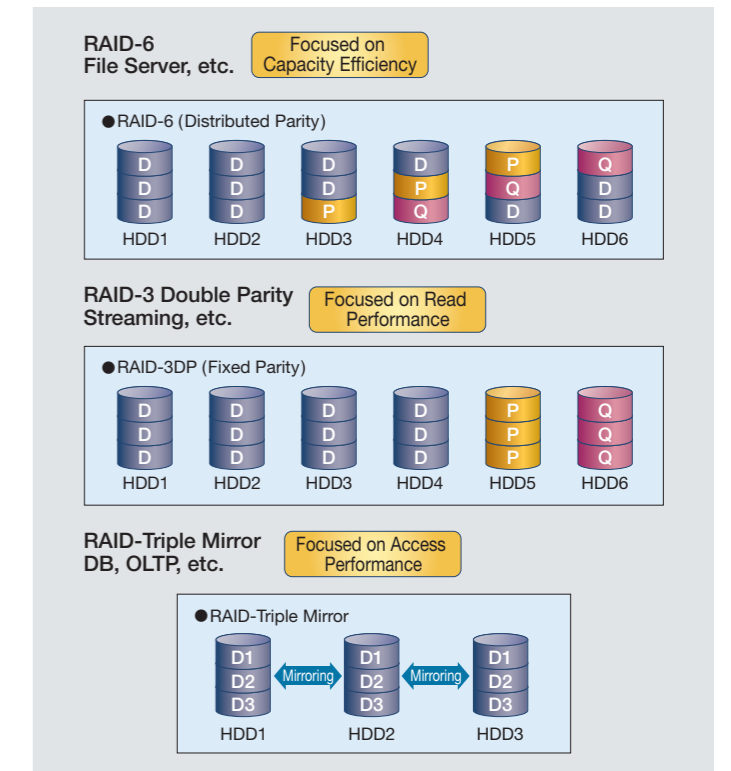 RAID-6
File Server, etc.
Focused on
Capacity Efficiency
●RAID-6 (Distributed Parity)
D D D D P Q
D D D P Q D
D D P Q D D
HDD1 HDD2 HDD3 HDD4 HDD5 HDD6
RAID-3 Double Parity
Streaming, etc.
Focused on Read
Performance
●RAID-3DP (Fixed Parity)
D D D D P Q
D D D D P Q
D D D D P Q
HDD1 HDD2 HDD3 HDD4 HDD5 HDD6
RAID-Triple Mirror
DB, OLTP, etc.
Focused on Access
Performance
●RAID-Triple Mirror
D1 D1 D1
D2 Mirroring D2 Mirroring D2
D3 D3 D3
HDD1 HDD2 HDD3